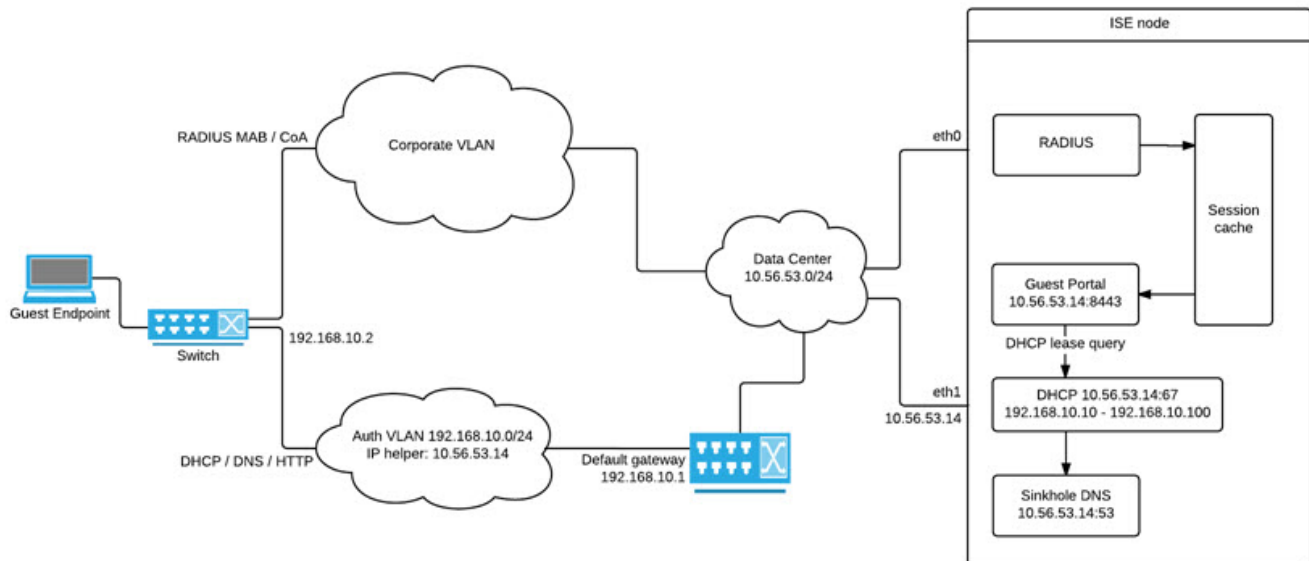 ISE node
RADIUS MAB / CoA
Corporate VLAN
eth0
RADIUS
Session
cache
Data Center
10.56.53.0/24
Guest Portal
10.56.53.14:8443
Guest Endpoint
192.168.10.2
Switch
DHCP lease query
eth1
10.56.53.14
DHCP 10.56.53.14:67
192.168.10.10 - 192.168.10.100
Auth VLAN 192.168.10.0/24
IP helper: 10.56.53.14
DHCP / DNS / HTTP
Default gateway
192.168.10.1
Sinkhole DNS
10.56.53.14:53